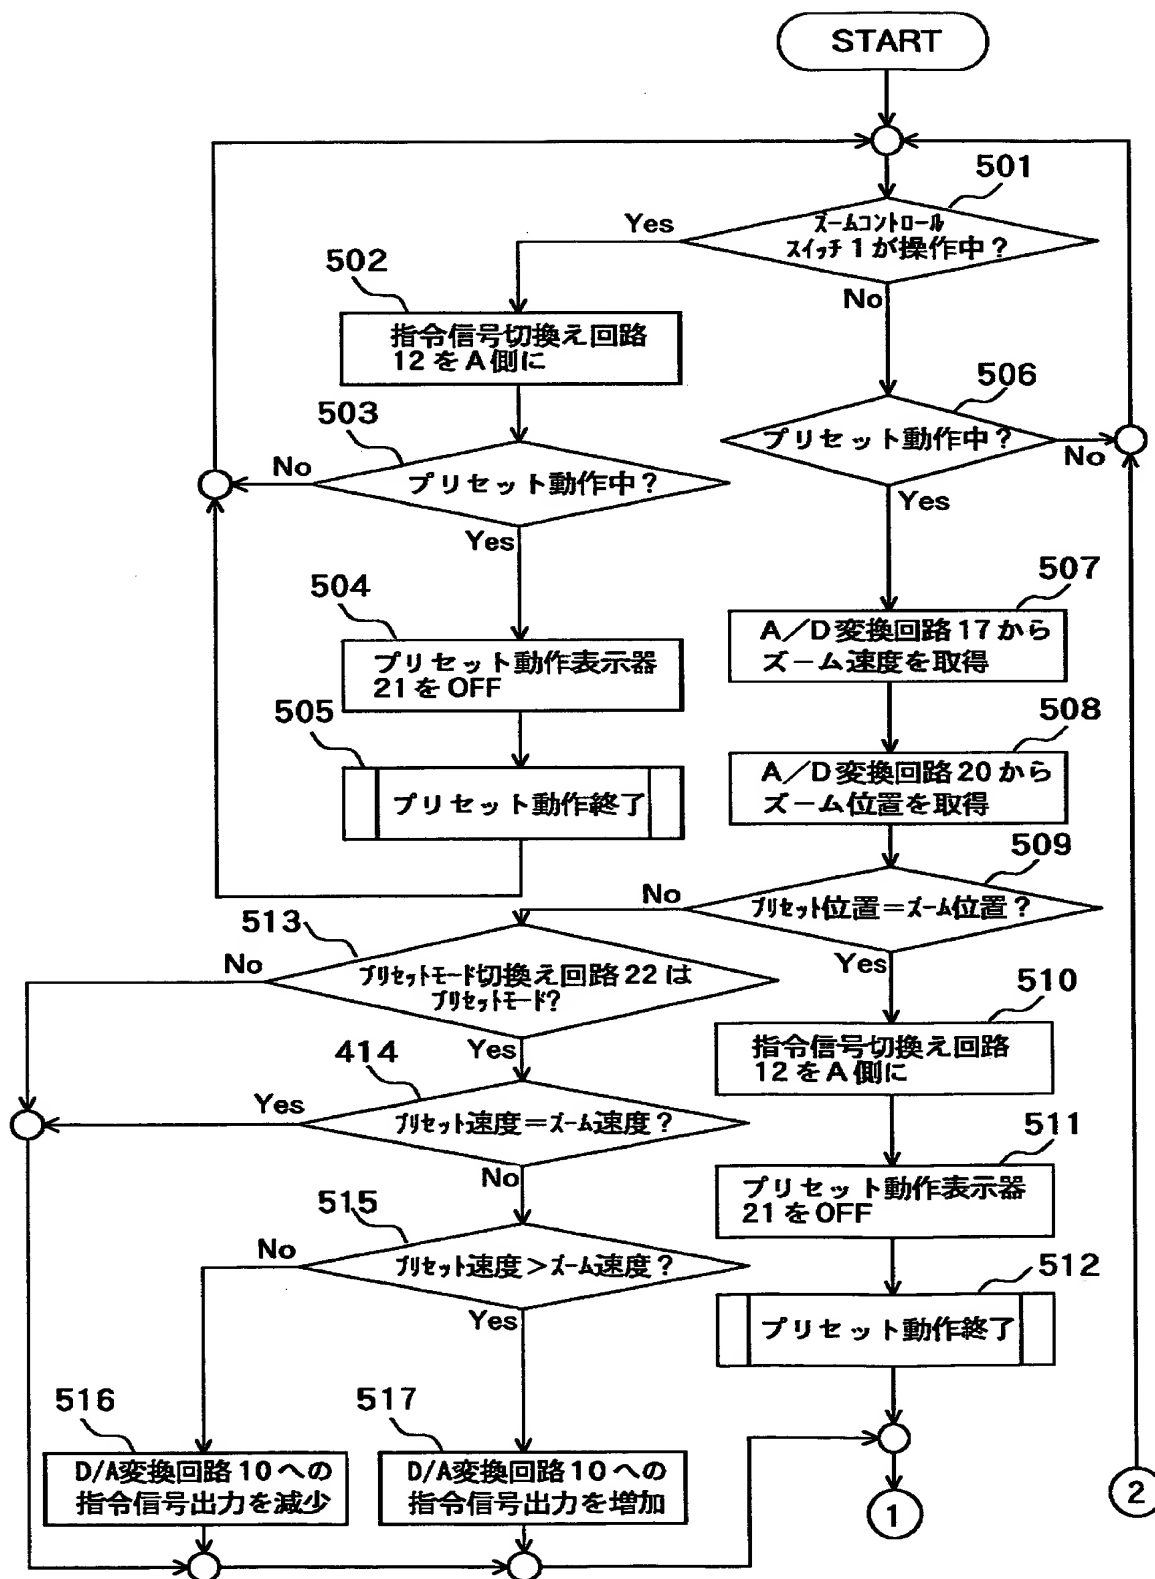 START
501
Yes
ズームコントロール
スイッチ1が操作中?
No
502
指令信号切換え回路
12をA側に
506
プリセット動作中?
No
Yes
503
プリセット動作中?
No
Yes
507
A/D変換回路17から
ズーム速度を取得
504
プリセット動作表示器
21をOFF
508
A/D変換回路20から
ズーム位置を取得
505
プリセット動作終了
509
プリセット位置=ズーム位置?
No
Yes
513
プリセットモード切換え回路22は
プリセットモード?
No
Yes
510
指令信号切換え回路
12をA側に
414
プリセット速度=ズーム速度?
Yes
No
511
プリセット動作表示器
21をOFF
515
プリセット速度>ズーム速度?
No
Yes
512
プリセット動作終了
516
D/A変換回路10への
指令信号出力を減少
517
D/A変換回路10への
指令信号出力を増加
1
2